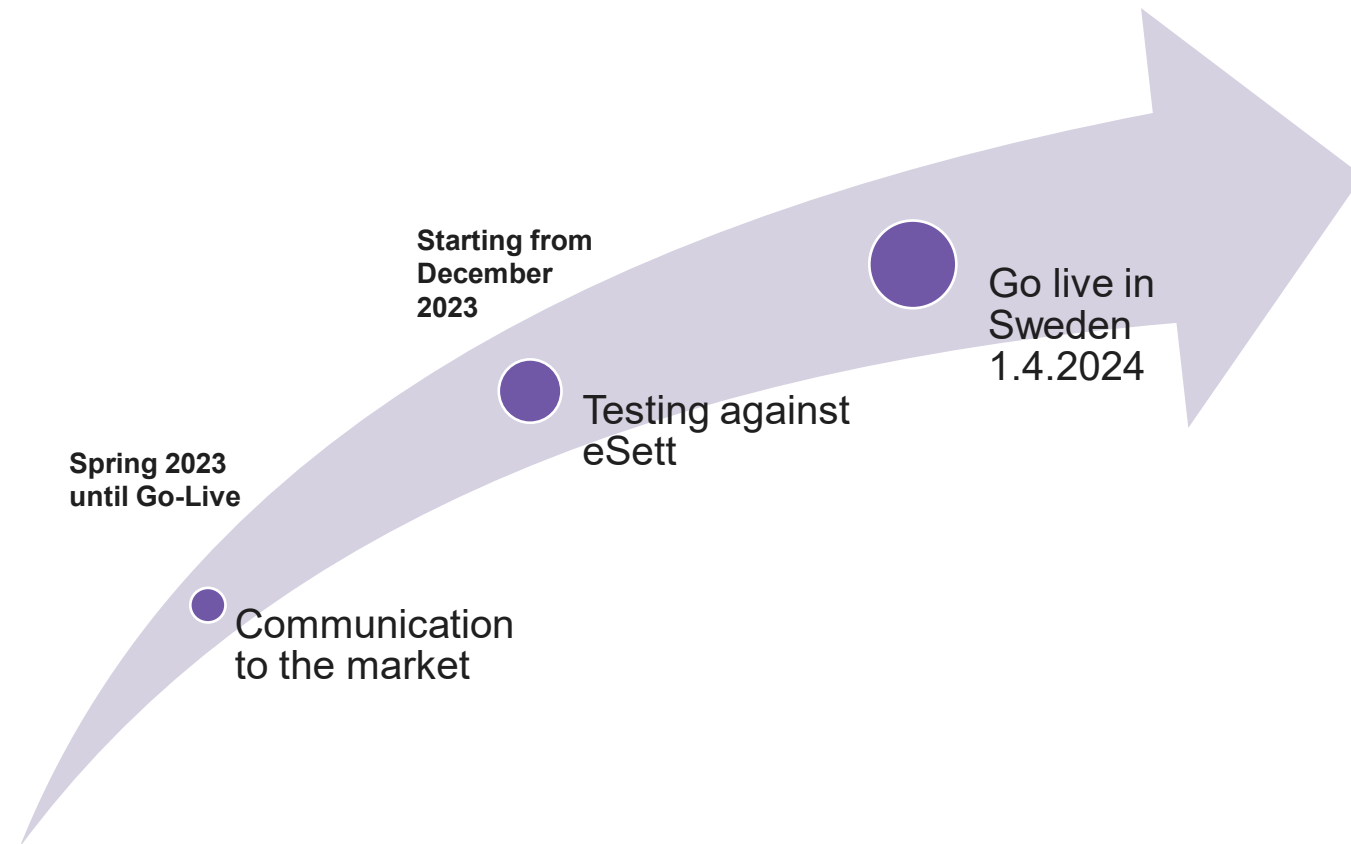 Starting from
December
2023
Go live in
Sweden
1.4.2024
Testing against
eSett
Spring 2023
until Go-Live
Communication
to the market